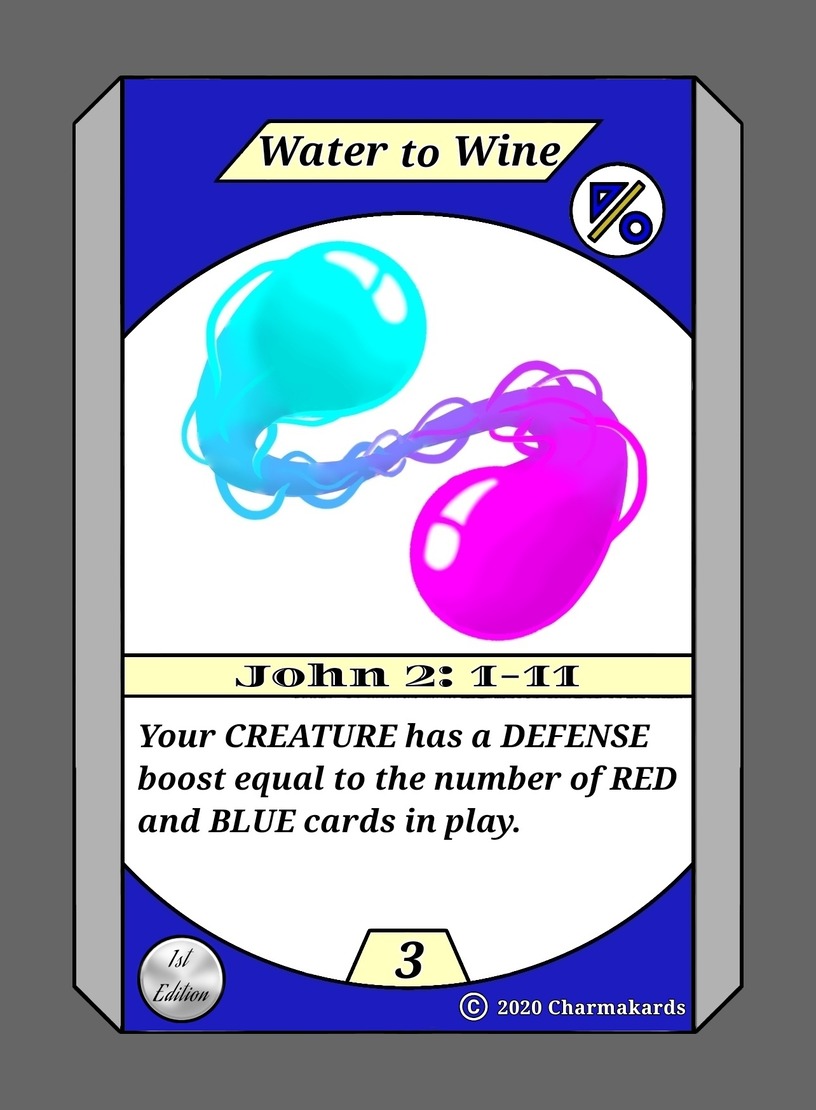 Water to Wine
John 2: 1-11
Your CREATURE has a DEFENSE
boost equal to the number of RED
and BLUE cards in play.
3
1st
Edition
© 2020 Charmakards